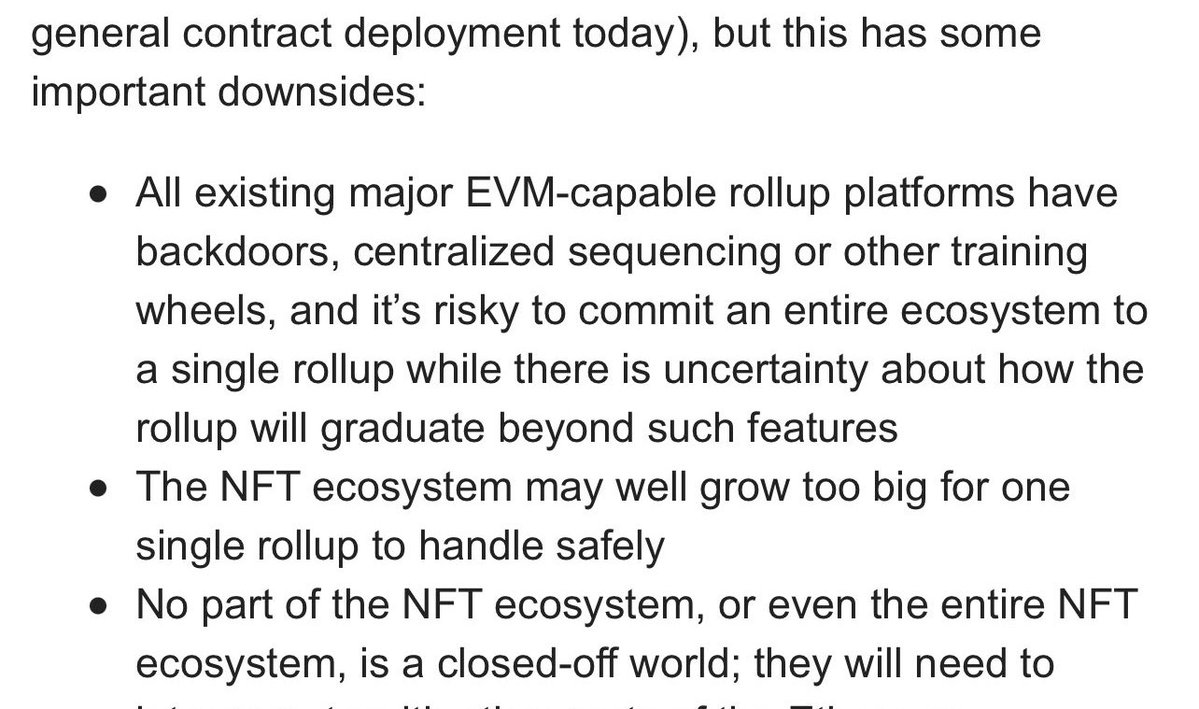 general contract deployment today), but this has some
important downsides:
● All existing major EVM-capable rollup platforms have
backdoors, centralized sequencing or other training
wheels, and it’s risky to commit an entire ecosystem to
a single rollup while there is uncertainty about how the
rollup will graduate beyond such features
● The NFT ecosystem may well grow too big for one
single rollup to handle safely
● No part of the NFT ecosystem, or even the entire NFT
ecosystem, is a closed-off world; they will need to